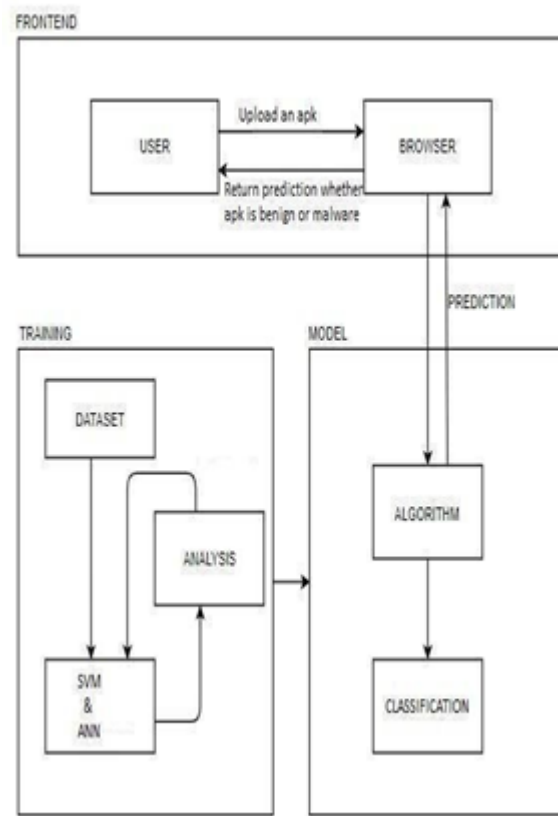 FRONTEND
USER
Upload an apk
BROWSER
Return prediction whether
apk is benign or malware
PREDICTION
TRAINING
MODEL
DATASET
ANALYSIS
ALGORITHM
SVM
&
ANN
CLASSIFICATION